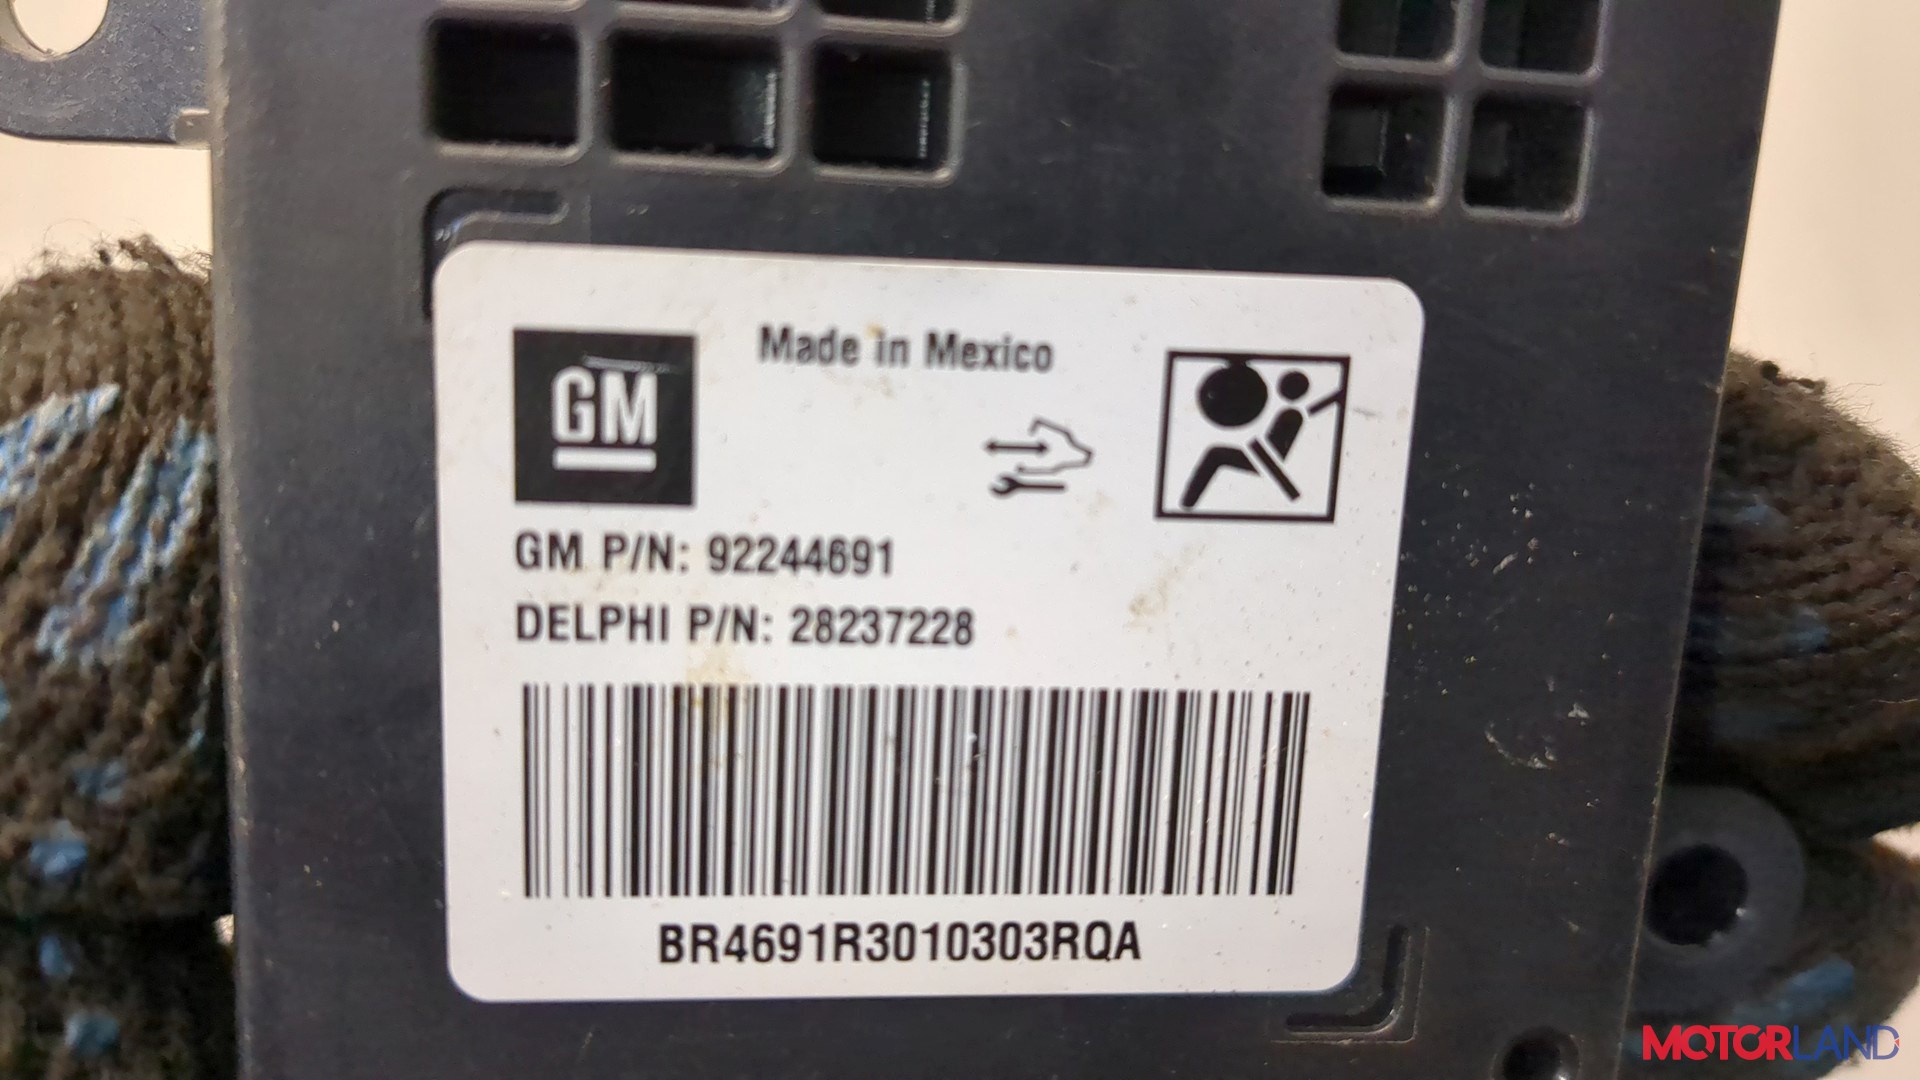 Made in Mexico
GM
GM P/N: 92244691
DELPHI P/N: 28237228
BR4691R3010303RQA
MOTORLAND